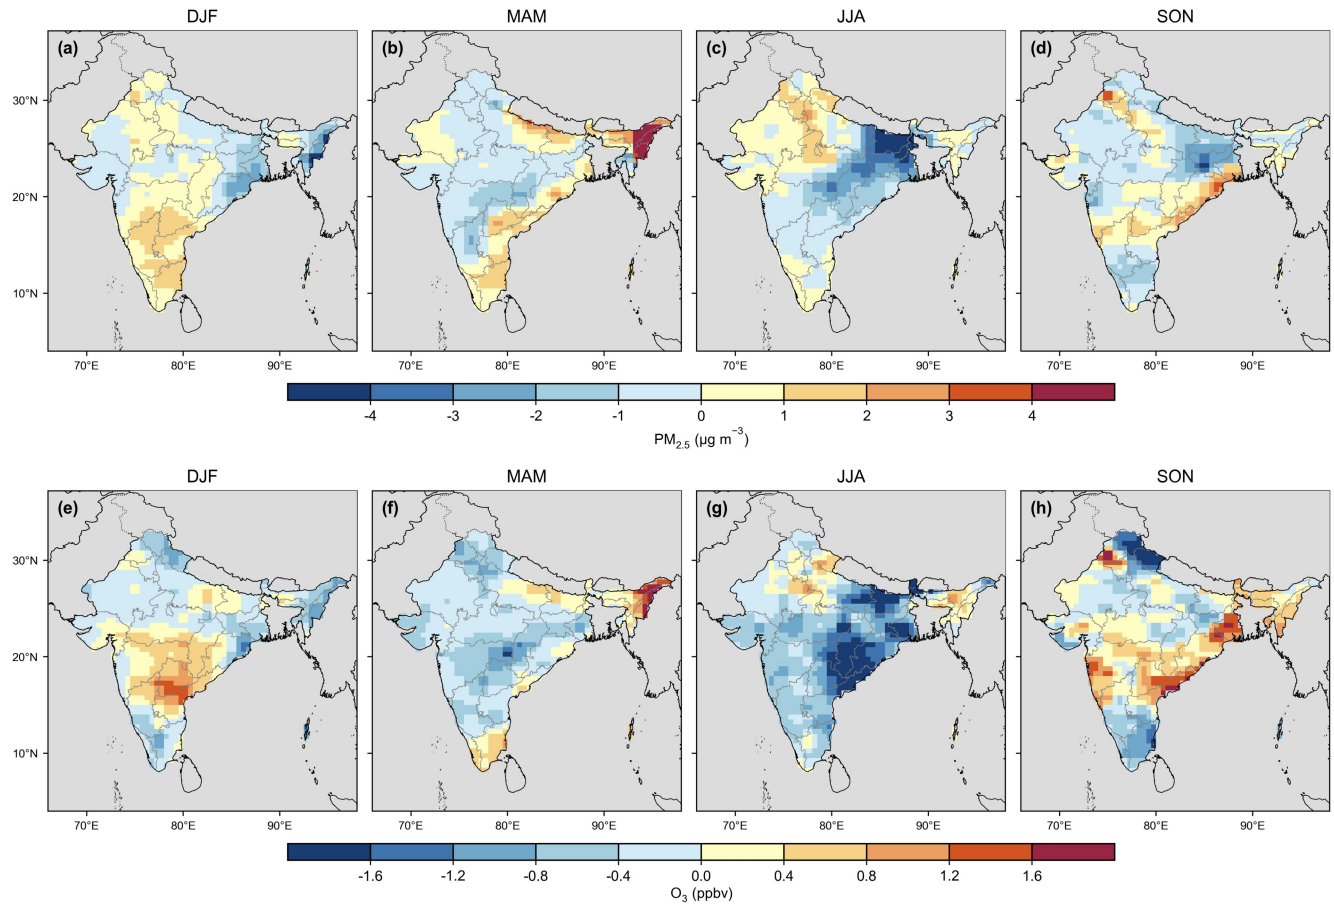 DJF MAM JJA SON
(a) (b) (c) (d)
30°N
20°N
10°N
70°E 80°E 90°E 70°E 80°E 90°E 70°E 80°E 90°E 70°E 80°E 90°E
-4 -3 -2 -1 0 1 2 3 4
PM2.5 (µg m−3)
DJF MAM JJA SON
(e) (f) (g) (h)
30°N
20°N
10°N
70°E 80°E 90°E 70°E 80°E 90°E 70°E 80°E 90°E 70°E 80°E 90°E
-1.6 -1.2 -0.8 -0.4 0.0 0.4 0.8 1.2 1.6
O3 (ppbv)